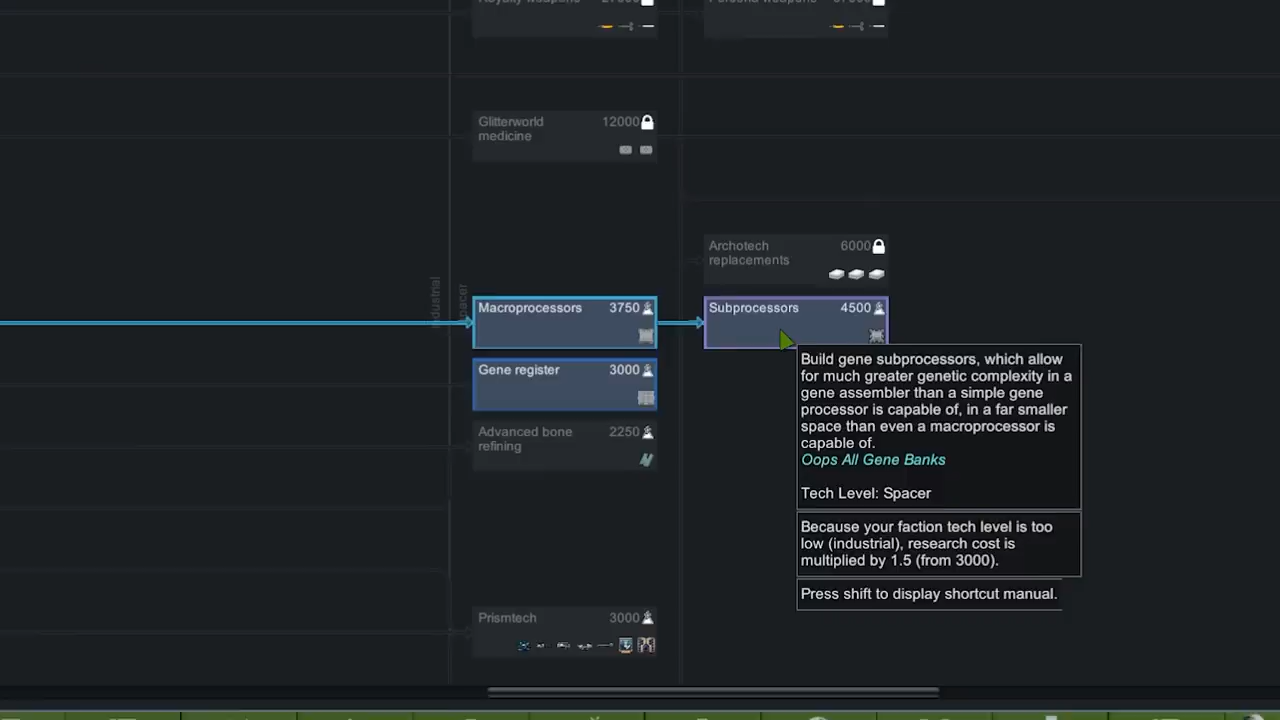 Glitterworld 12000
medicine
Archotech 6000
replacements
industrial
Macroprocessors 3750
Subprocessors 4500
Gene register 3000
Advanced bone 2250
refining
Build gene subprocessors, which allow
for much greater genetic complexity in a
gene assembler than a simple gene
processor is capable of, in a far smaller
space than even a macroprocessor is
capable of.
Oops All Gene Banks
Tech Level: Spacer
Because your faction tech level is too
low (industrial), research cost is
multiplied by 1.5 (from 3000).
Press shift to display shortcut manual.
Prismtech 3000